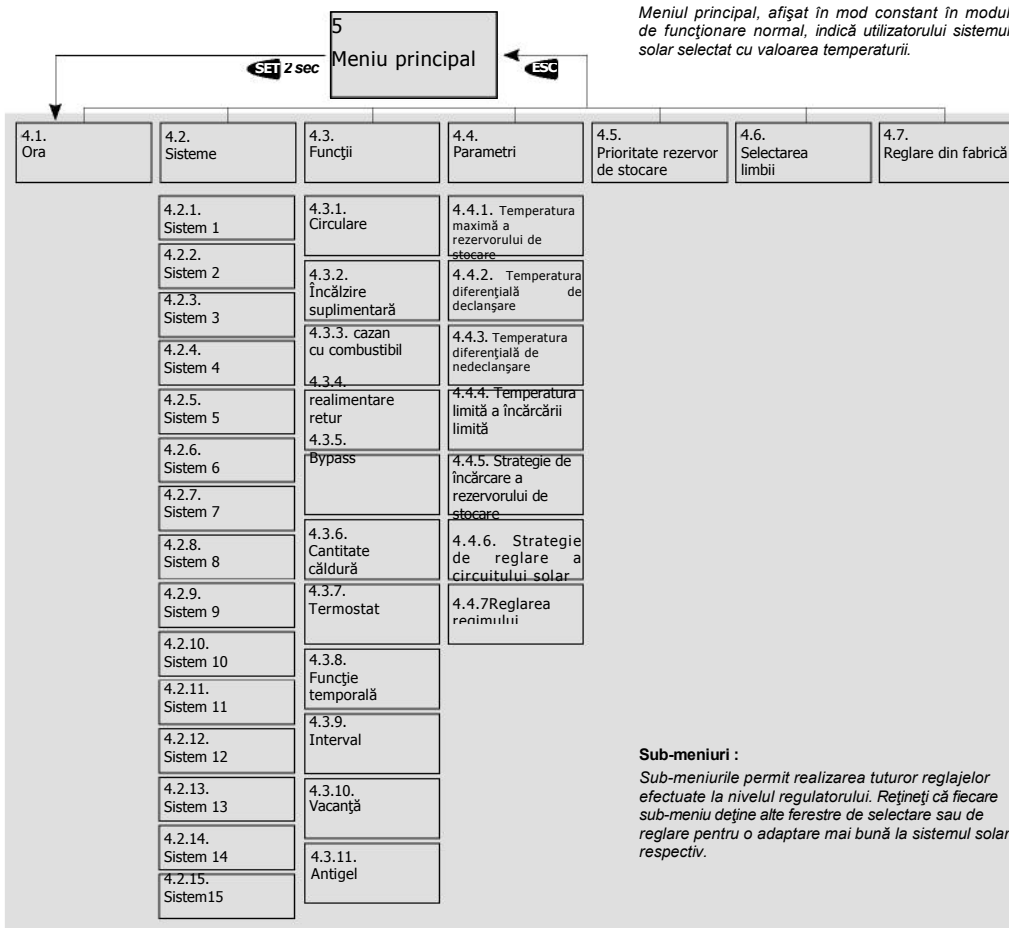 5
Meniu principal
SET 2 sec
ESC
Meniul principal, afişat în mod constant în modul
de funcţionare normal, indică utilizatorului sistemul
solar selectat cu valoarea temperaturii.
4.1.
Ora
4.2.
Sisteme
4.3.
Funcţii
4.4.
Parametri
4.5.
Prioritate rezervor
de stocare
4.6.
Selectarea
limbii
4.7.
Reglare din fabrică
4.2.1.
Sistem 1
4.2.2.
Sistem 2
4.2.3.
Sistem 3
4.2.4.
Sistem 4
4.2.5.
Sistem 5
4.2.6.
Sistem 6
4.2.7.
Sistem 7
4.2.8.
Sistem 8
4.2.9.
Sistem 9
4.2.10.
Sistem 10
4.2.11.
Sistem 11
4.2.12.
Sistem 12
4.2.13.
Sistem 13
4.2.14.
Sistem 14
4.2.15.
Sistem15
4.3.1.
Circulare
4.3.2.
Încălzire
suplimentară
4.3.3. cazan
cu combustibil
4.3.4.
realimentare
retur
4.3.5.
Bypass
4.3.6.
Cantitate
căldură
4.3.7.
Termostat
4.3.8.
Funcţie
temporală
4.3.9.
Interval
4.3.10.
Vacanţă
4.3.11.
Antigel
4.4.1. Temperatura
maximă a
rezervorului de
stocare
4.4.2. Temperatura
diferenţială de
declanşare
4.4.3. Temperatura
diferenţială de
nedeclanşare
4.4.4. Temperatura
limită a încărcării
limită
4.4.5. Strategie de
încărcare a
rezervorului de
stocare
4.4.6. Strategie
de reglare a
circuitului solar
4.4.7Reglarea
regimului
Sub-meniuri :
Sub-meniurile permit realizarea tuturor reglajelor
efectuate la nivelul regulatorului. Reţineţi că fiecare
sub-meniu deţine alte ferestre de selectare sau de
reglare pentru o adaptare mai bună la sistemul solar
respectiv.